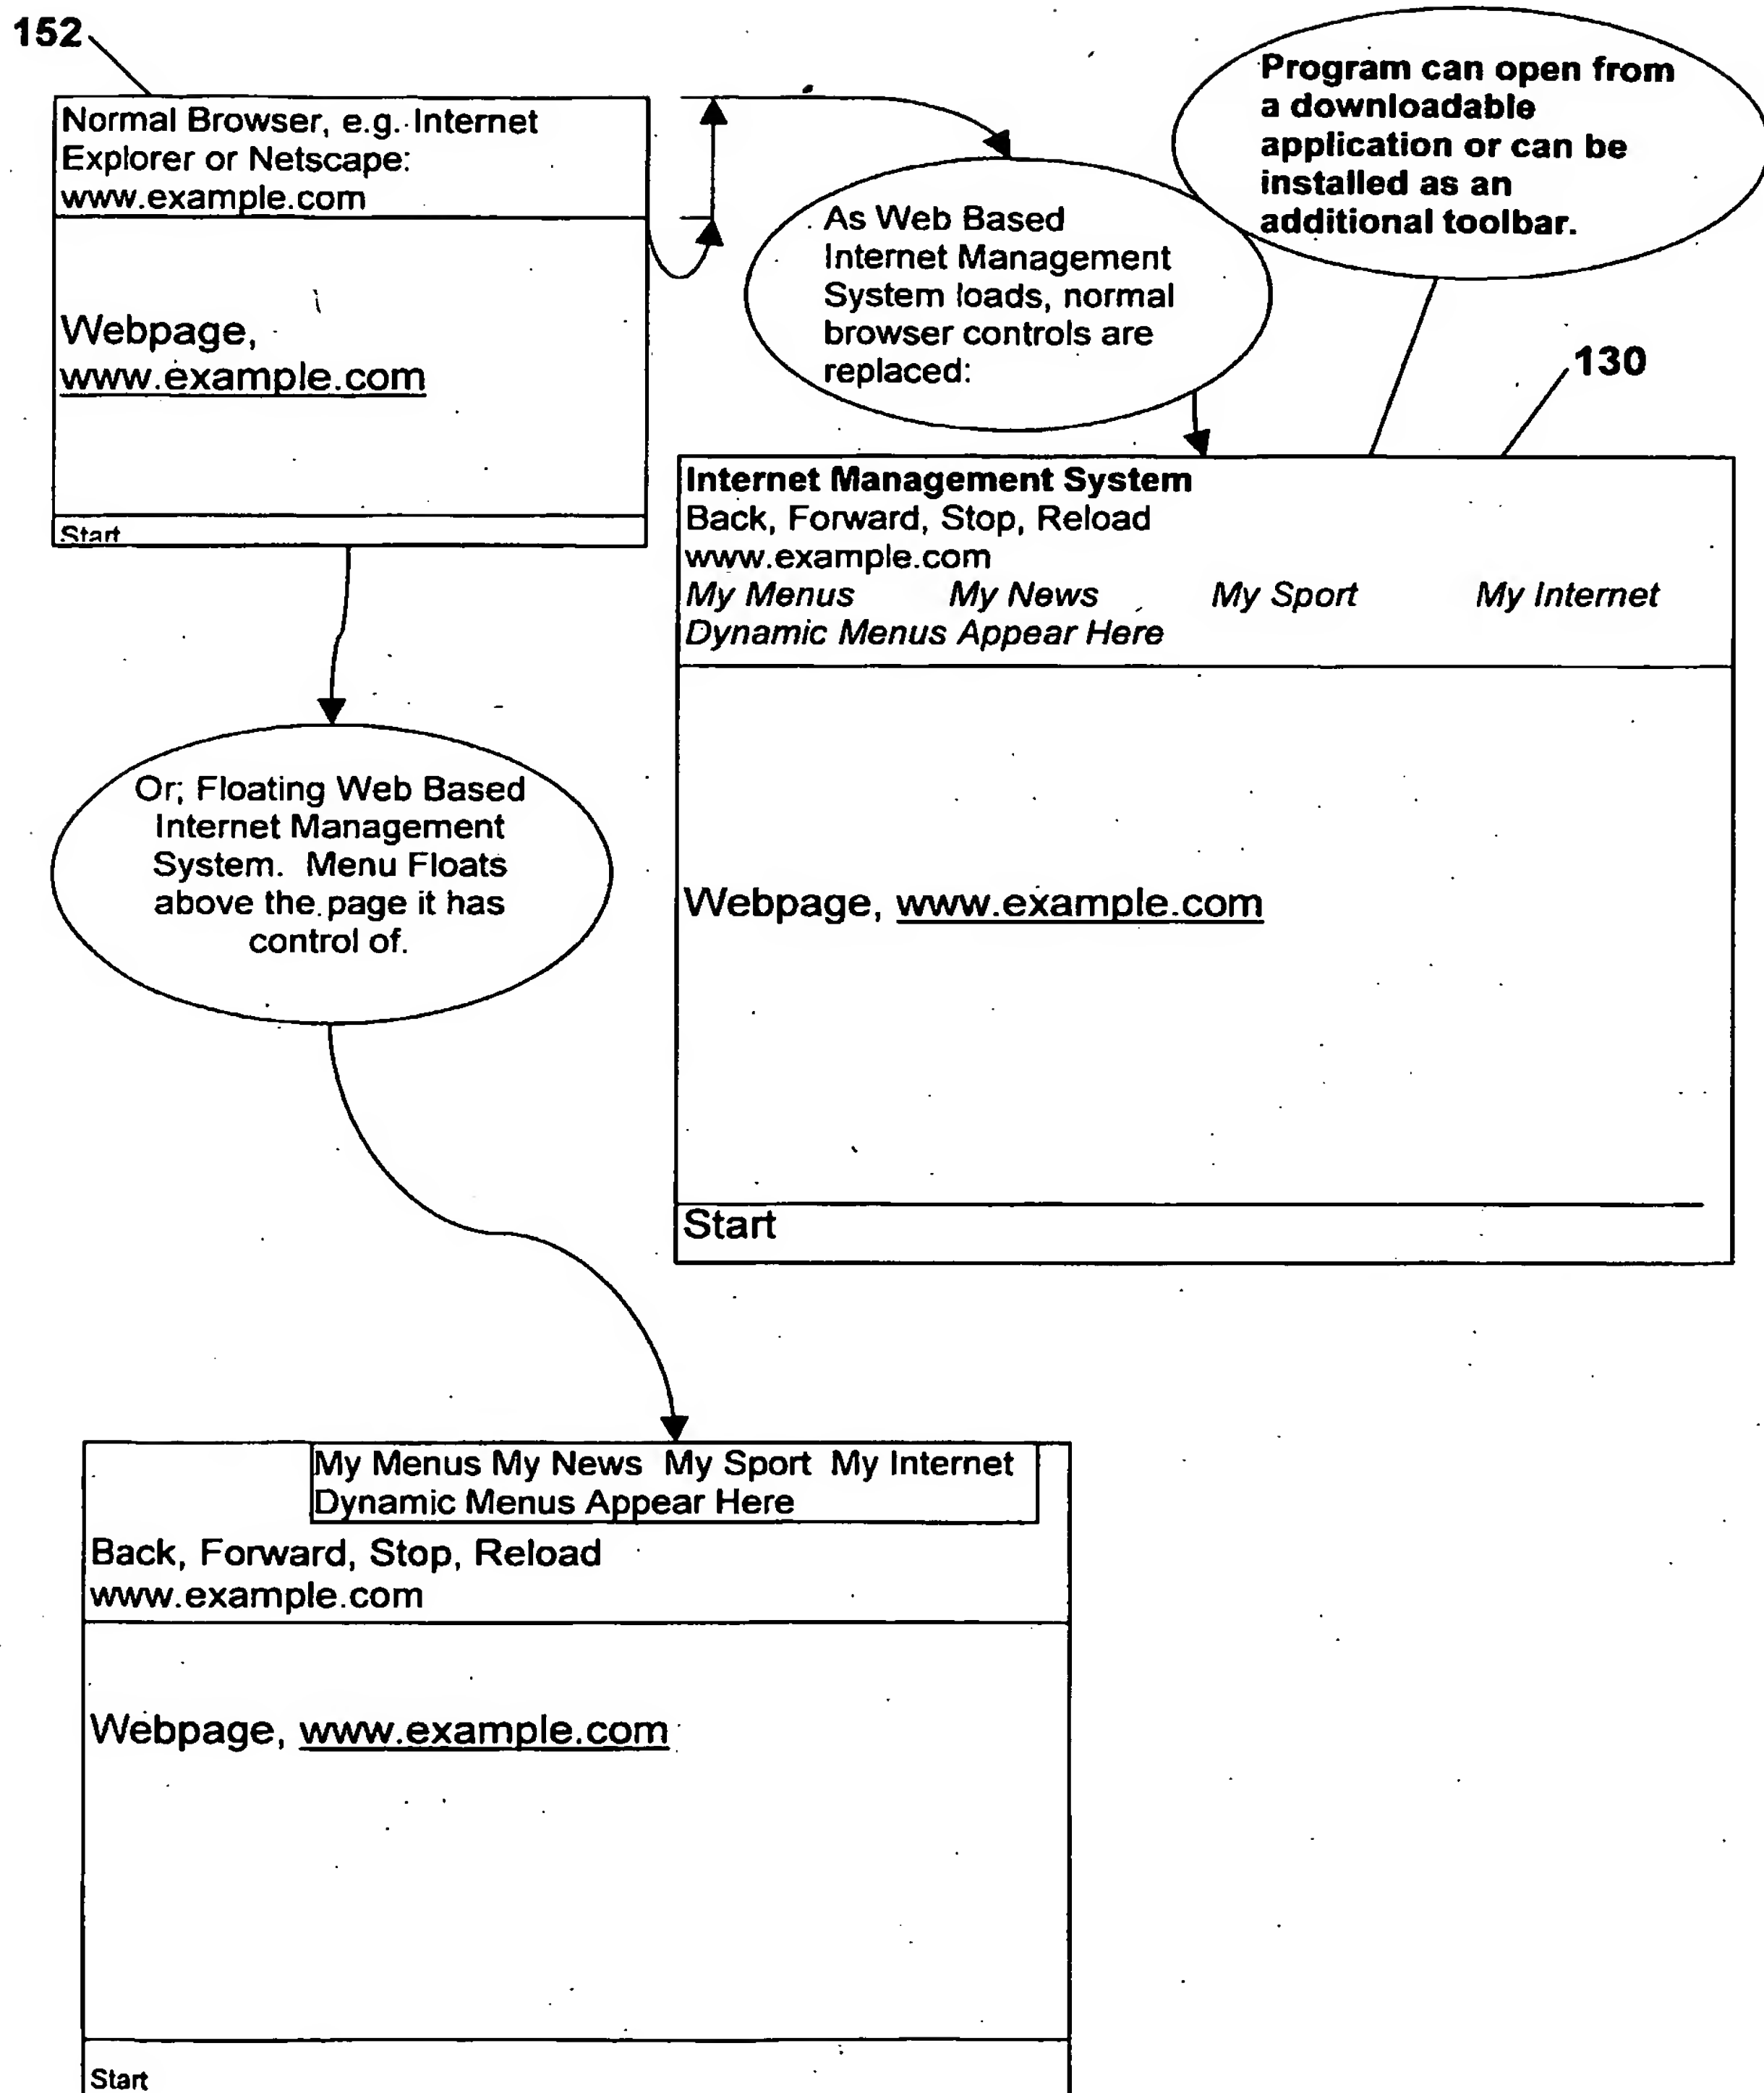 152
Normal Browser, e.g. Internet
Explorer or Netscape:
www.example.com
Webpage,
www.example.com
Start
Program can open from
a downloadable
application or can be
installed as an
additional toolbar.
As Web Based
Internet Management
System loads, normal
browser controls are
replaced:
130
Internet Management System
Back, Forward, Stop, Reload
www.example.com
My Menus My News My Sport My Internet
Dynamic Menus Appear Here
Webpage, www.example.com
Start
Or; Floating Web Based
Internet Management
System. Menu Floats
above the page it has
control of.
My Menus My News My Sport My Internet
Dynamic Menus Appear Here
Back, Forward, Stop, Reload
www.example.com
Webpage, www.example.com
Start